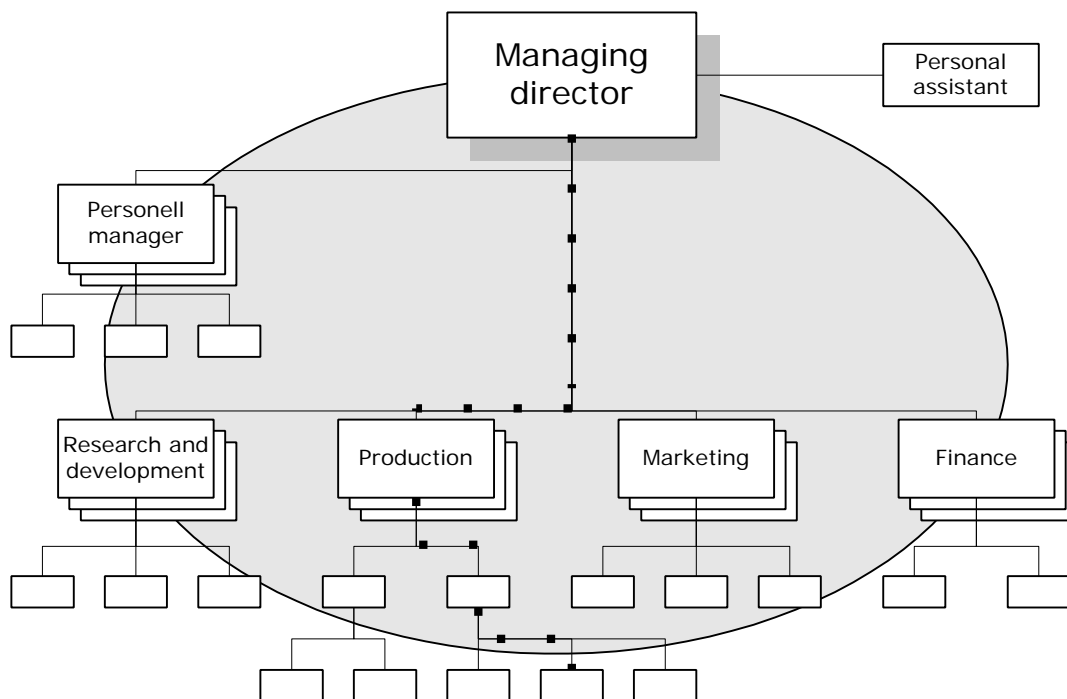 Managing
director
Personal
assistant
Personell
manager
Research and
development
Production
Marketing
Finance